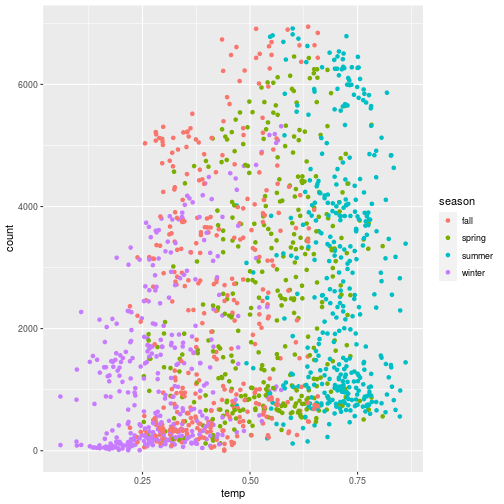 6000
4000
2000
0
count
0.25
0.50
0.75
temp
season
fall
spring
summer
winter